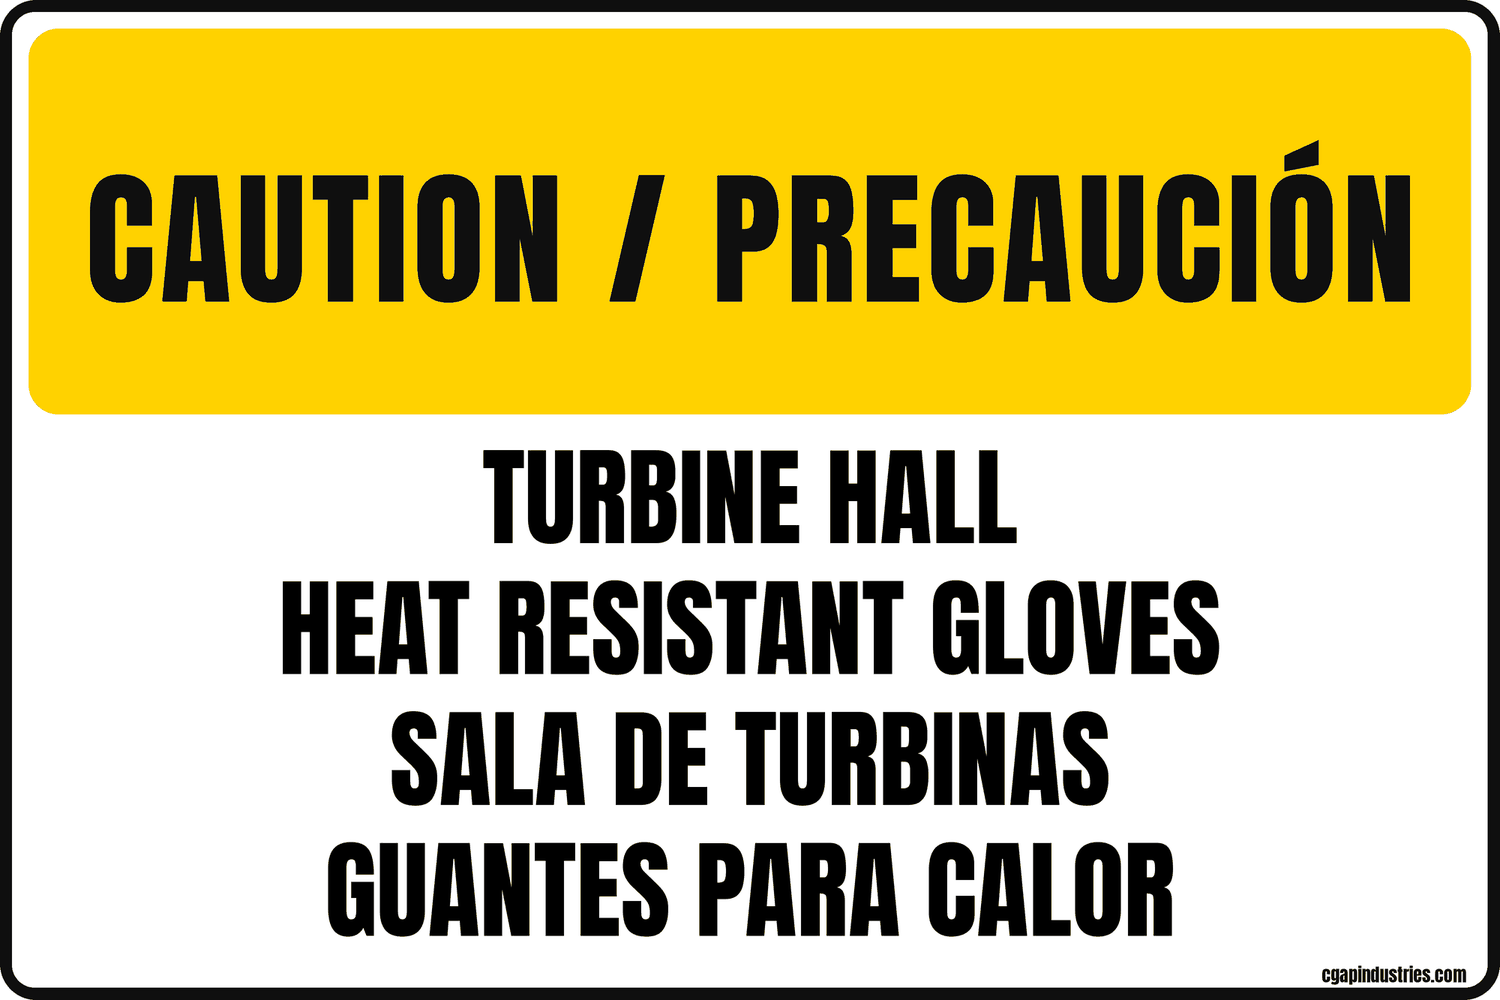 CAUTION / PRECAUCIÓN
TURBINE HALL
HEAT RESISTANT GLOVES
SALA DE TURBINAS
GUANTES PARA CALOR
cgapindustries.com